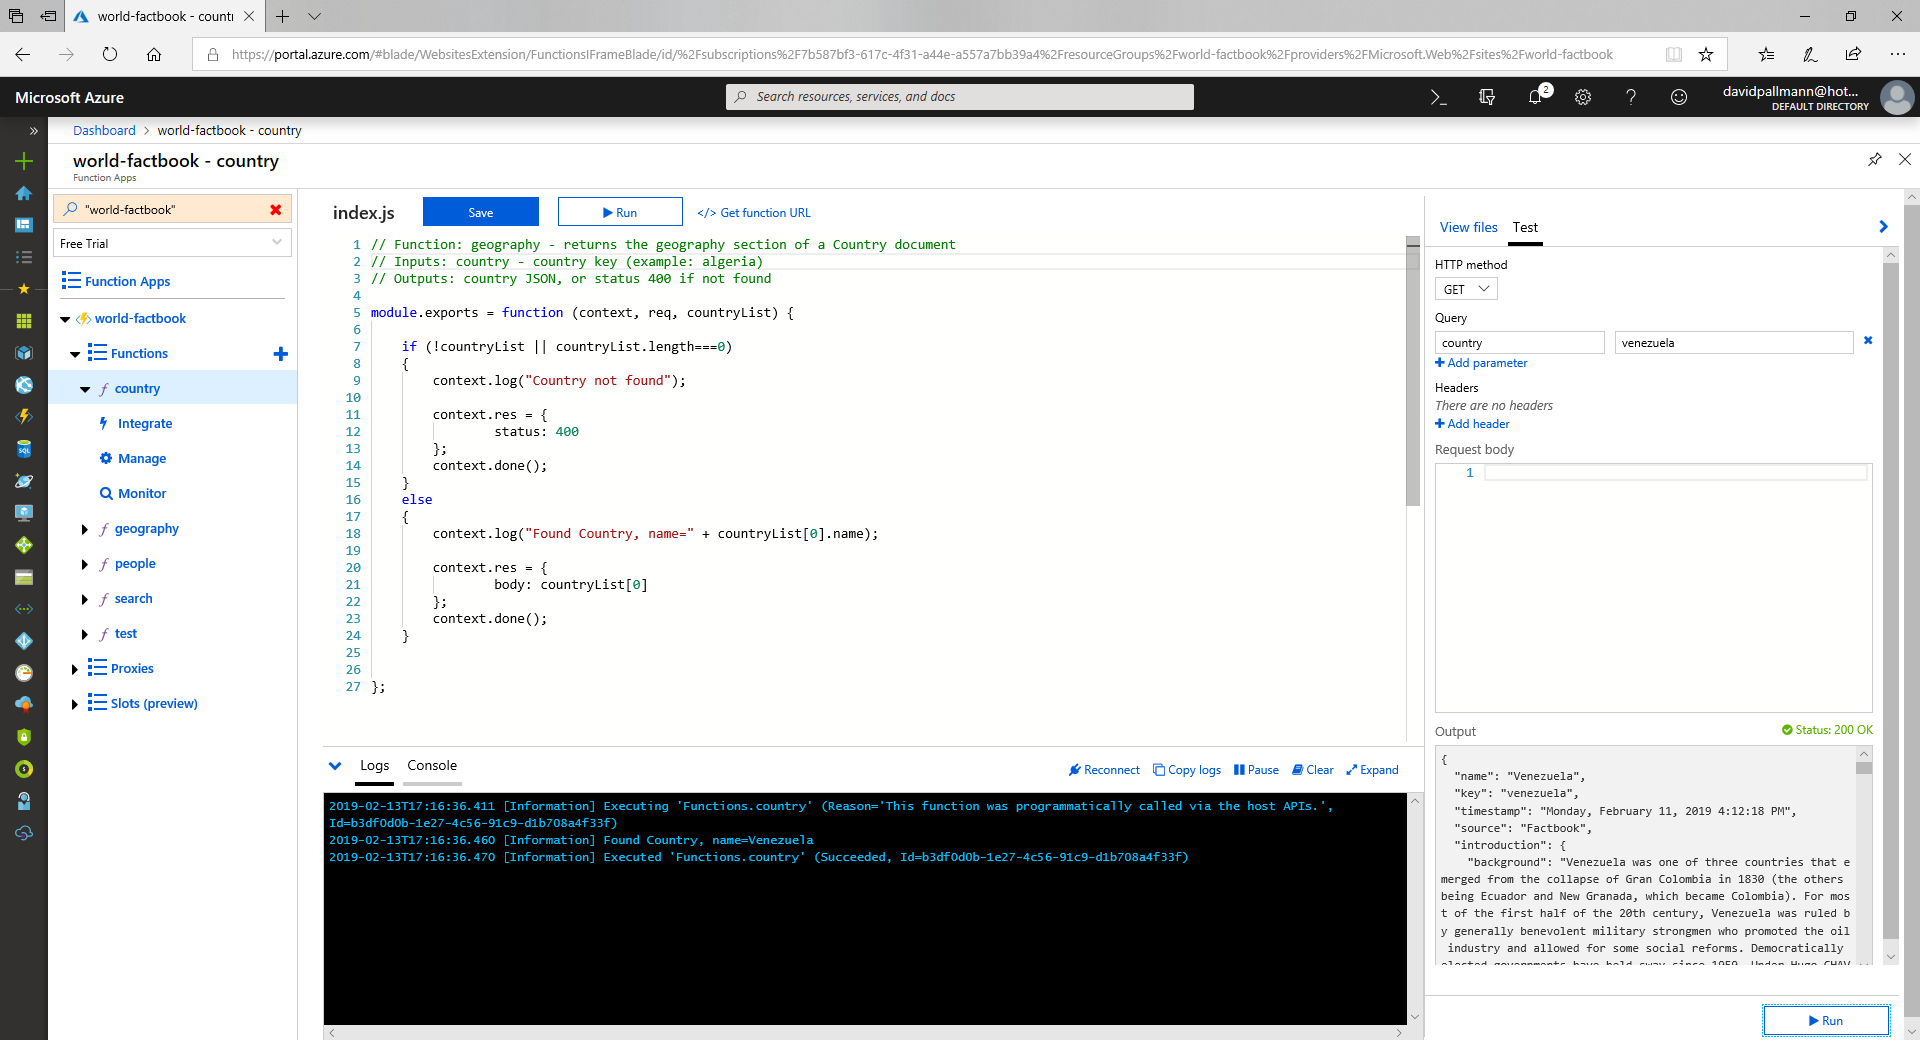 world-factbook - countr
https://portal.azure.com/#blade/WebsitesExtension/FunctionsIFrameBlade/id/%2Fsubscriptions%2F7b587bf3-617c-4f31-a44e-a557a7bb39a4%2FresourceGroups%2Fworld-factbook%2Fproviders%2FMicrosoft.Web%2Fsites%2Fworld-factbook
Microsoft Azure
Search resources, services, and docs
2
davidpallmann@hot...
DEFAULT DIRECTORY
Dashboard > world-factbook - country
world-factbook - country
Function Apps
"world-factbook"
Free Trial
Function Apps
world-factbook
Functions
country
Integrate
Manage
Monitor
geography
people
search
test
Proxies
Slots (preview)
index.js
Save
Run
</> Get function URL
1 // Function: geography - returns the geography section of a Country document
2 // Inputs: country - country key (example: algeria)
3 // Outputs: country JSON, or status 400 if not found
4
5 module.exports = function (context, req, countryList) {
6
7 if (!countryList || countryList.length===0)
8 {
9 context.log("Country not found");
10
11 context.res = {
12 status: 400
13 };
14 context.done();
15 }
16 else
17 {
18 context.log("Found Country, name=" + countryList[0].name);
19
20 context.res = {
21 body: countryList[0]
22 };
23 context.done();
24 }
25
26
27 };
Logs
Console
Reconnect
Copy logs
Pause
Clear
Expand
2019-02-13T17:16:36.411 [Information] Executing 'Functions.country' (Reason='This function was programmatically called via the host APIs.',
Id=b3df0d0b-1e27-4c56-91c9-d1b708a4f33f)
2019-02-13T17:16:36.460 [Information] Found Country, name=Venezuela
2019-02-13T17:16:36.470 [Information] Executed 'Functions.country' (Succeeded, Id=b3df0d0b-1e27-4c56-91c9-d1b708a4f33f)
View files
Test
HTTP method
GET
Query
country
venezuela
Add parameter
Headers
There are no headers
Add header
Request body
1
Output
Status: 200 OK
{
"name": "Venezuela",
"key": "venezuela",
"timestamp": "Monday, February 11, 2019 4:12:18 PM",
"source": "Factbook",
"introduction": {
"background": "Venezuela was one of three countries that e
merged from the collapse of Gran Colombia in 1830 (the others
being Ecuador and New Granada, which became Colombia). For mos
t of the first half of the 20th century, Venezuela was ruled b
y generally benevolent military strongmen who promoted the oil
industry and allowed for some social reforms. Democratically
elected governments have held sway since 1959. Under Hugo CHAV
Run